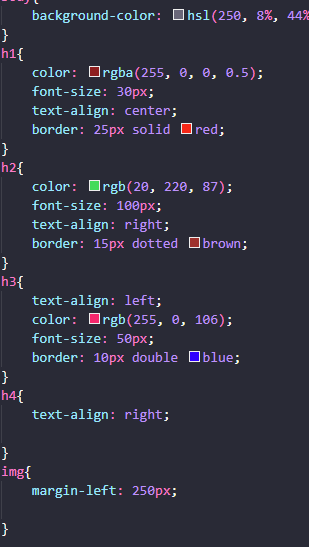 background-color: hsl(250, 8%, 44%
}
h1{
color: rgba(255, 0, 0, 0.5);
font-size: 30px;
text-align: center;
border: 25px solid red;
}
h2{
color: rgb(20, 220, 87);
font-size: 100px;
text-align: right;
border: 15px dotted brown;
}
h3{
text-align: left;
color: rgb(255, 0, 106);
font-size: 50px;
border: 10px double blue;
}
h4{
text-align: right;
}
img{
margin-left: 250px;
}